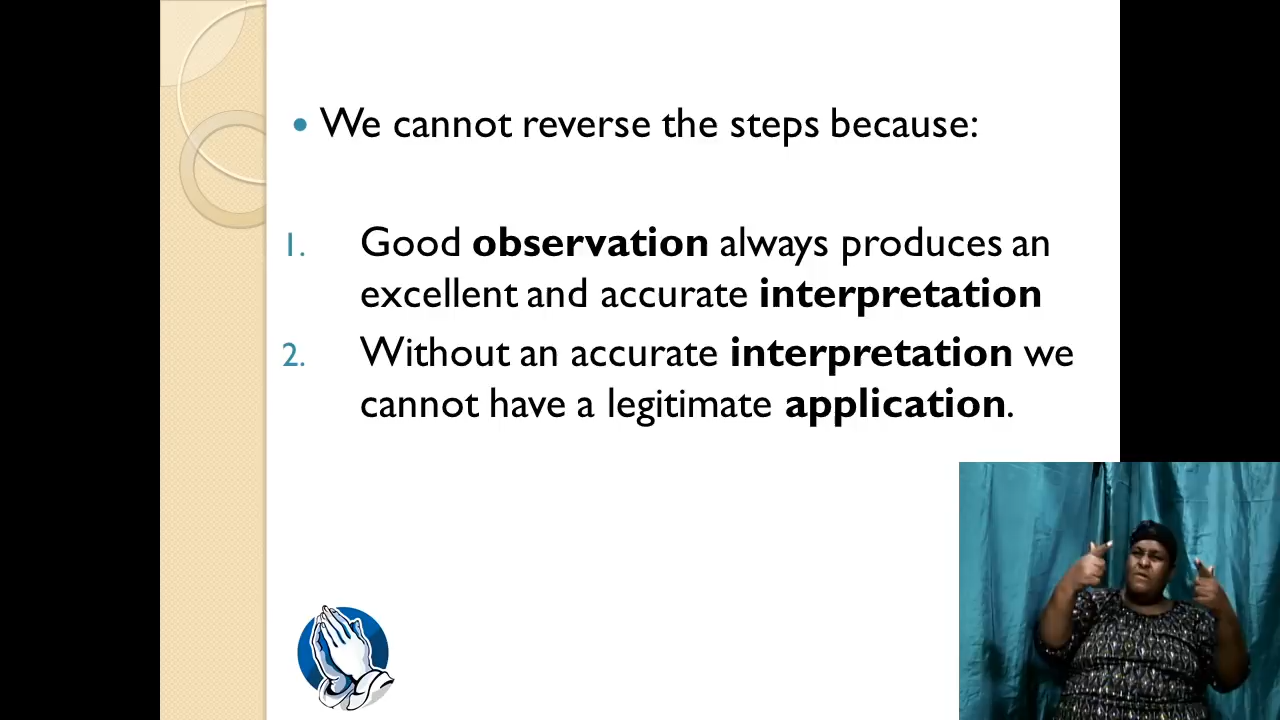 • We cannot reverse the steps because:
1. Good observation always produces an
excellent and accurate interpretation
2. Without an accurate interpretation we
cannot have a legitimate application.